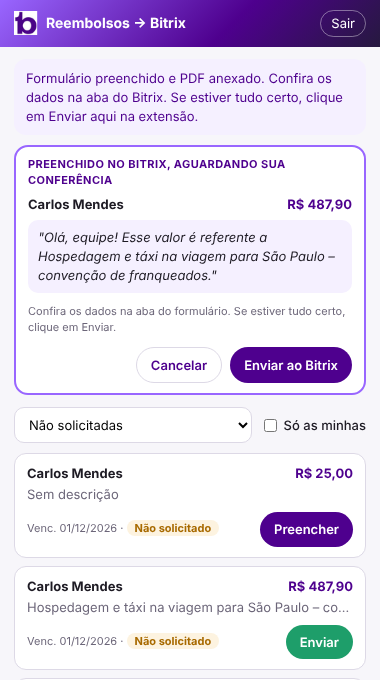 b Reembolsos → Bitrix Sair
Formulário preenchido e PDF anexado. Confira os
dados na aba do Bitrix. Se estiver tudo certo, clique
em Enviar aqui na extensão.
PREENCHIDO NO BITRIX, AGUARDANDO SUA
CONFERÊNCIA
Carlos Mendes R$ 487,90
"Olá, equipe! Esse valor é referente a
Hospedagem e táxi na viagem para São Paulo –
convenção de franqueados."
Confira os dados na aba do formulário. Se estiver tudo certo,
clique em Enviar.
Cancelar Enviar ao Bitrix
Não solicitadas Só as minhas
Carlos Mendes R$ 25,00
Sem descrição
Venc. 01/12/2026 · Não solicitado Preencher
Carlos Mendes R$ 487,90
Hospedagem e táxi na viagem para São Paulo – co...
Venc. 01/12/2026 · Não solicitado Enviar